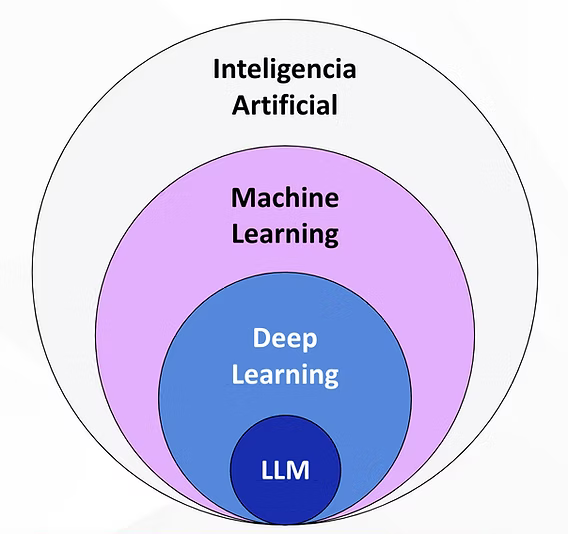 Inteligencia
Artificial
Machine
Learning
Deep
Learning
LLM